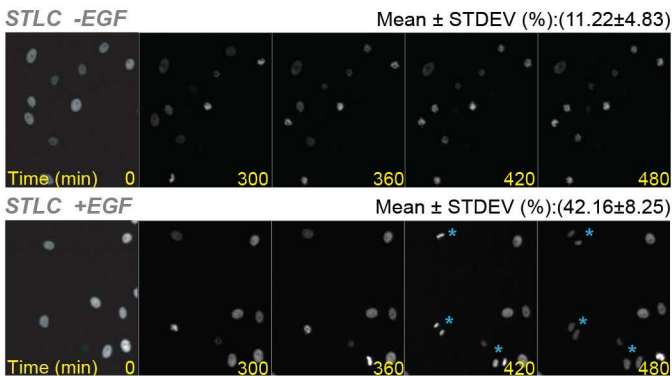 STLC -EGF Mean ± STDEV (%):(11.22±4.83)
Time (min) 0 300 360 420 480
STLC +EGF Mean ± STDEV (%):(42.16±8.25)
* * * * * *
Time (min) 0 300 360 420 480